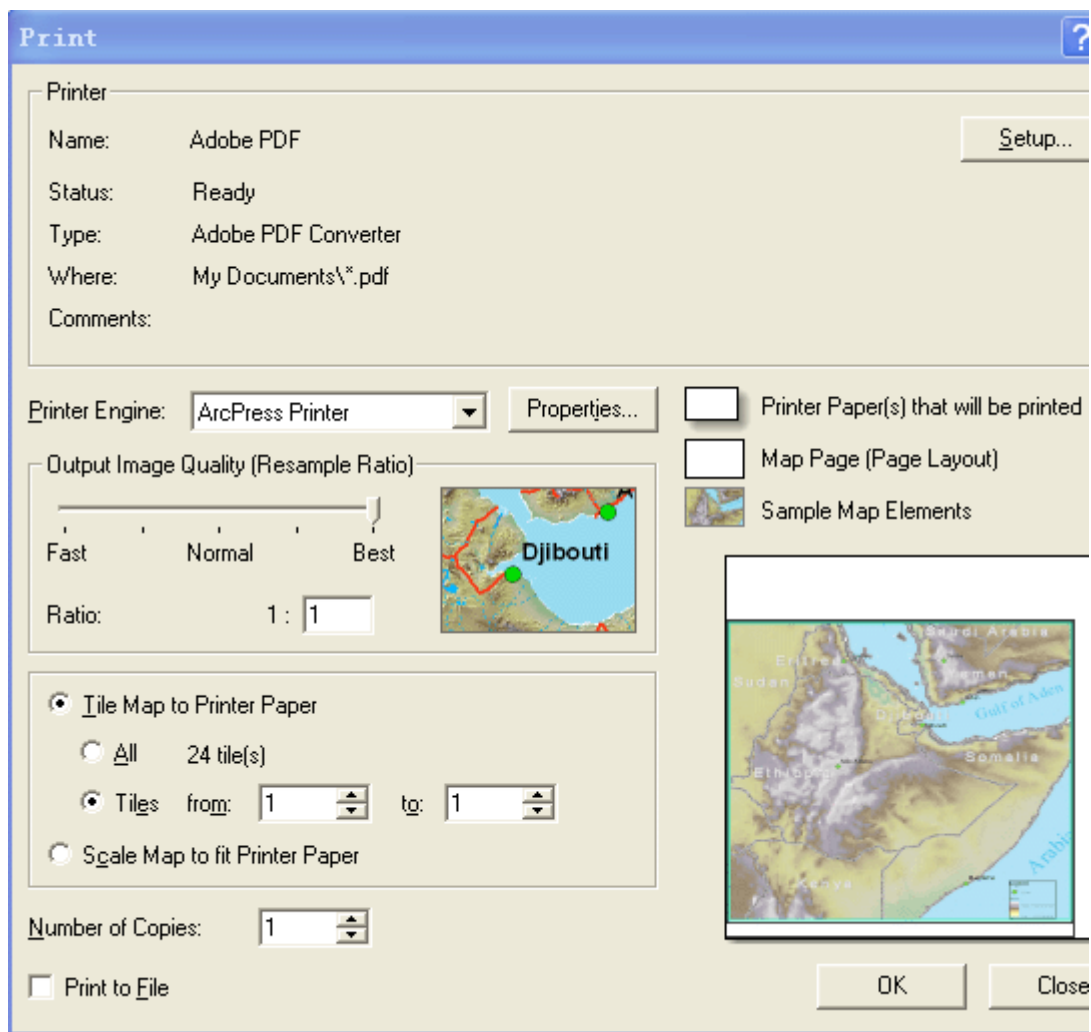 Print
?
Printer
Name: Adobe PDF
Setup...
Status: Ready
Type: Adobe PDF Converter
Where: My Documents\*.pdf
Comments:
Printer Engine: ArcPress Printer
Properties...
Printer Paper(s) that will be printed
Output Image Quality (Resample Ratio)
Map Page (Page Layout)
Sample Map Elements
Fast Normal Best
Djibouti
Ratio: 1 : 1
Tile Map to Printer Paper
All 24 tile(s)
Tiles from: 1 to: 1
Scale Map to fit Printer Paper
Saudi Arabia
Eritrea
Yemen
Sudan
Gulf of Aden
Somalia
Ethiopia
Arabia
Kenya
Number of Copies: 1
Print to File
OK
Close